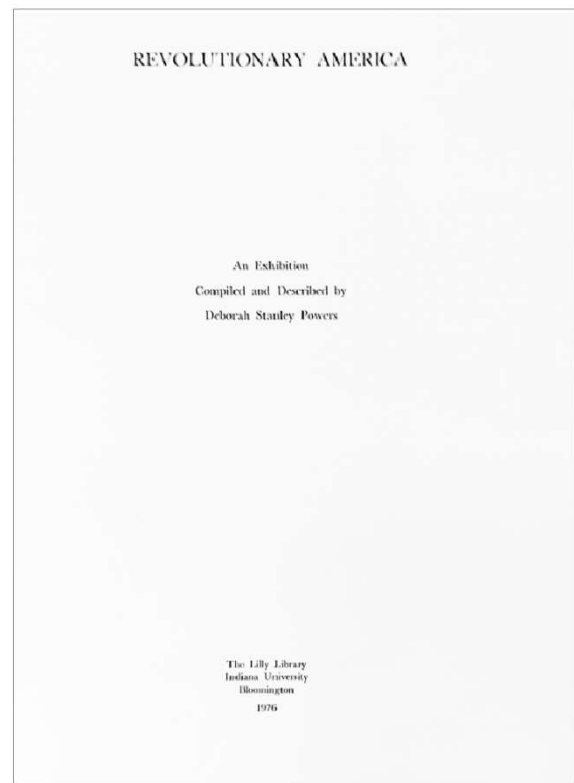 REVOLUTIONARY AMERICA
An Exhibition
Compiled and Described by
Deborah Stanley Powers
The Lilly Library
Indiana University
Bloomington
1976